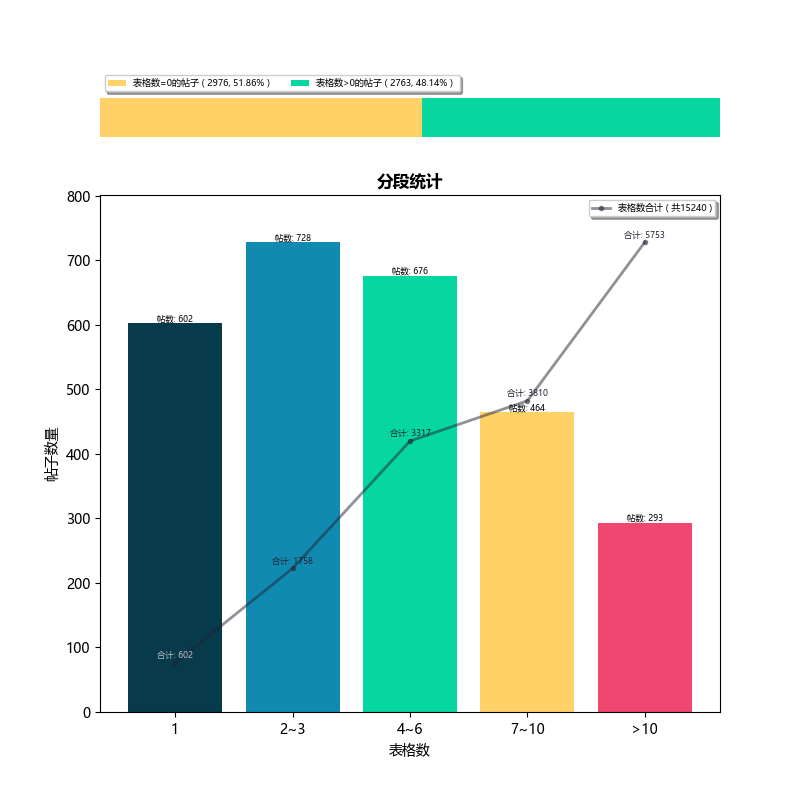 表格数=0的帖子 ( 2976, 51.86% )
表格数>0的帖子 ( 2763, 48.14% )
分段统计
表格数合计 ( 共15240 )
800
700
600
500
400
300
200
100
0
帖子数量
帖数: 602
帖数: 728
帖数: 676
帖数: 464
帖数: 293
合计: 602
合计: 1758
合计: 3317
合计: 3810
合计: 5753
1
2~3
4~6
7~10
>10
表格数